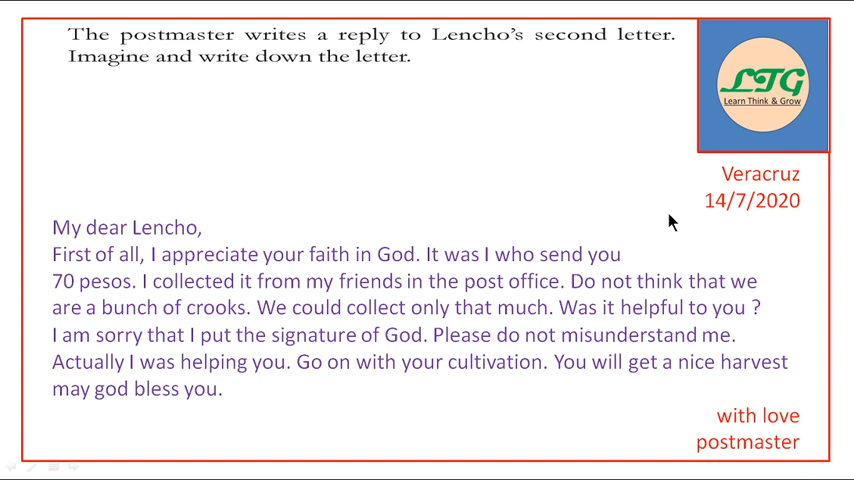 The postmaster writes a reply to Lencho's second letter.
Imagine and write down the letter.
LTG
Learn Think & Grow
Veracruz
14/7/2020
My dear Lencho,
First of all, I appreciate your faith in God. It was I who send you
70 pesos. I collected it from my friends in the post office. Do not think that we
are a bunch of crooks. We could collect only that much. Was it helpful to you ?
I am sorry that I put the signature of God. Please do not misunderstand me.
Actually I was helping you. Go on with your cultivation. You will get a nice harvest
may god bless you.
with love
postmaster